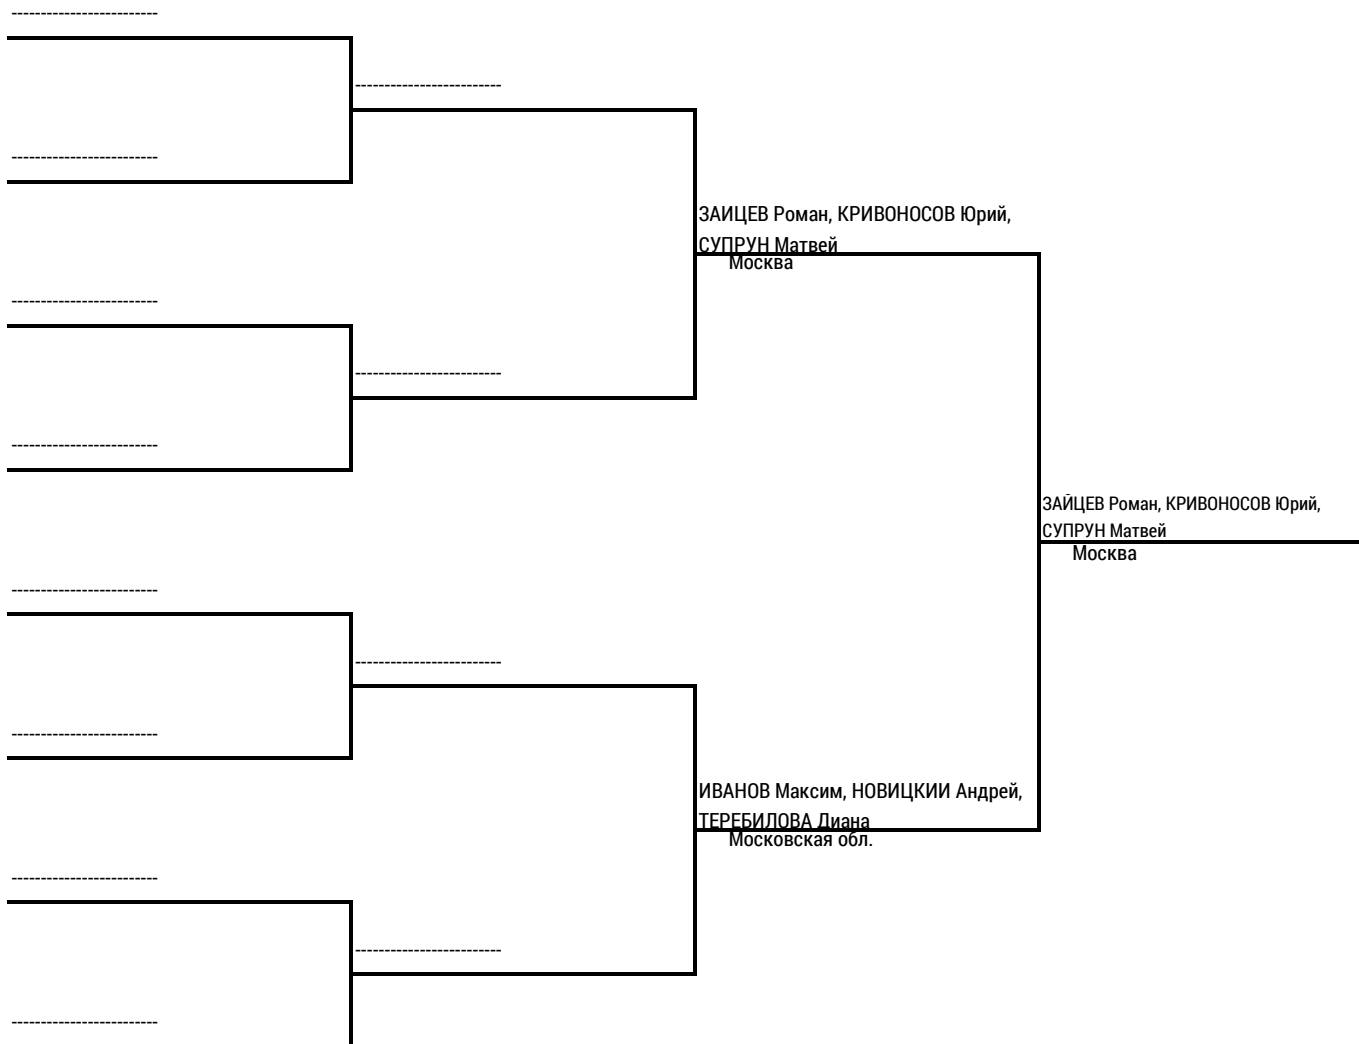 -------------------------
-------------------------
-------------------------
ЗАИЦЕВ Роман, КРИВОНОСОВ Юрий,
СУПРУН Матвей
Москва
-------------------------
-------------------------
-------------------------
ЗАЙЦЕВ Роман, КРИВОНОСОВ Юрий,
СУПРУН Матвей
Москва
-------------------------
-------------------------
-------------------------
ИВАНОВ Максим, НОВИЦКИИ Андрей,
ТЕРЕБИЛОВА Диана
Московская обл.
-------------------------
-------------------------
-------------------------